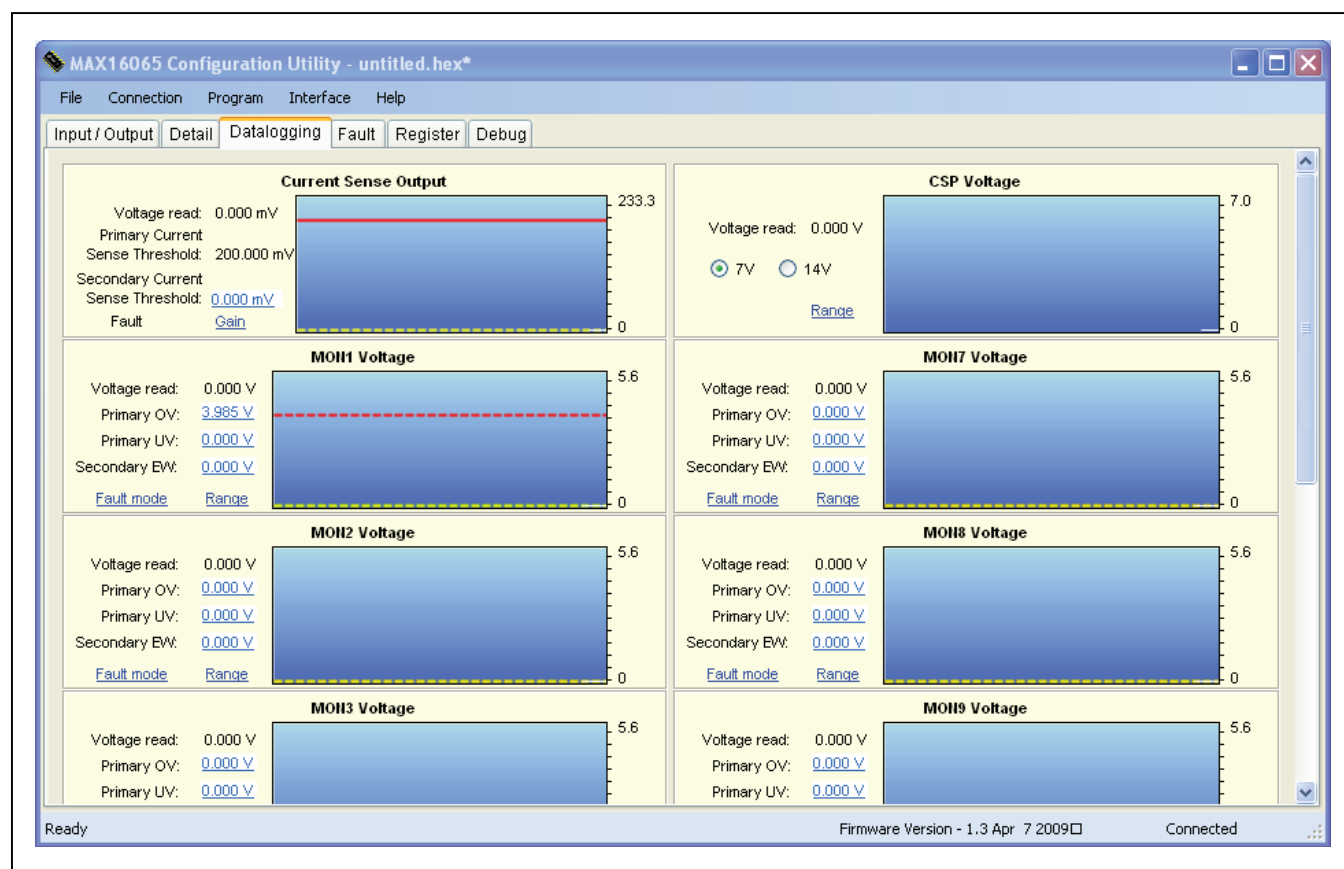 MAX16065 Configuration Utility - untitled.hex*
File Connection Program Interface Help
Input / Output Detail Datalogging Fault Register Debug
Current Sense Output
Voltage read: 0.000 mV
Primary Current
Sense Threshold: 200.000 mV
Secondary Current
Sense Threshold: 0.000 mV
Fault Gain
233.3
0
CSP Voltage
Voltage read: 0.000 V
7V 14V
Range
7.0
0
MON1 Voltage
Voltage read: 0.000 V
Primary OV: 3.985 V
Primary UV: 0.000 V
Secondary EW: 0.000 V
Fault mode Range
5.6
0
MON7 Voltage
Voltage read: 0.000 V
Primary OV: 0.000 V
Primary UV: 0.000 V
Secondary EW: 0.000 V
Fault mode Range
5.6
0
MON2 Voltage
Voltage read: 0.000 V
Primary OV: 0.000 V
Primary UV: 0.000 V
Secondary EW: 0.000 V
Fault mode Range
5.6
0
MON8 Voltage
Voltage read: 0.000 V
Primary OV: 0.000 V
Primary UV: 0.000 V
Secondary EW: 0.000 V
Fault mode Range
5.6
0
MON3 Voltage
Voltage read: 0.000 V
Primary OV: 0.000 V
Primary UV: 0.000 V
5.6
MON9 Voltage
Voltage read: 0.000 V
Primary OV: 0.000 V
Primary UV: 0.000 V
5.6
Ready Firmware Version - 1.3 Apr 7 2009□ Connected